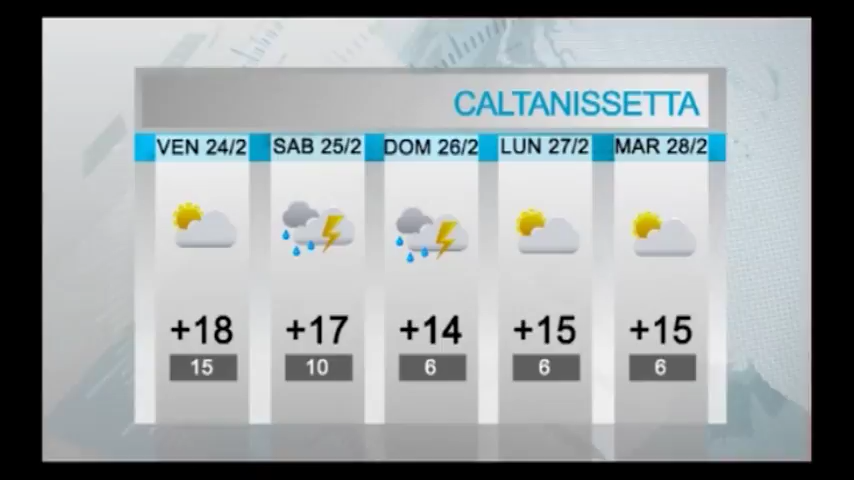 CALTANISSETTA
VEN 24/2 SAB 25/2 DOM 26/2 LUN 27/2 MAR 28/2
+18 +17 +14 +15 +15
15 10 6 6 6